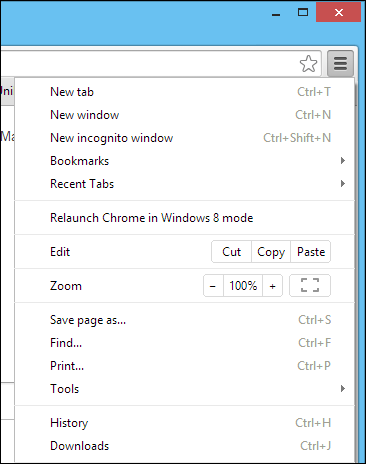 Uni
Ma
New tab Ctrl+T
New window Ctrl+N
New incognito window Ctrl+Shift+N
Bookmarks
Recent Tabs
Relaunch Chrome in Windows 8 mode
Edit Cut Copy Paste
Zoom − 100% +
Save page as... Ctrl+S
Find... Ctrl+F
Print... Ctrl+P
Tools
History Ctrl+H
Downloads Ctrl+J